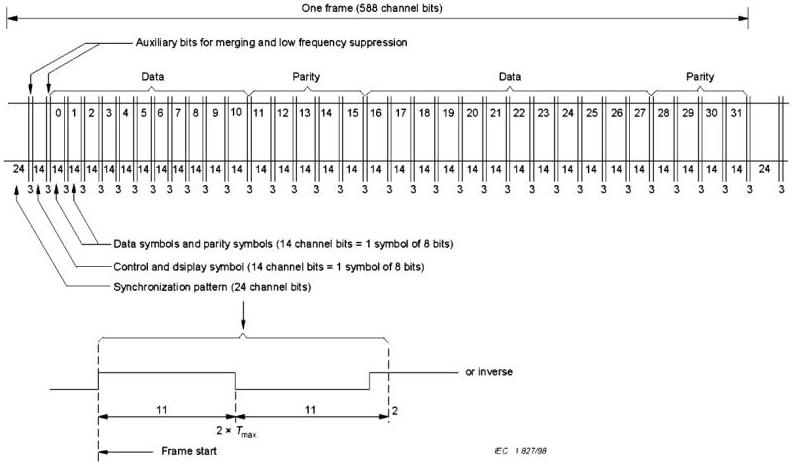 One frame (588 channel bits)
Auxiliary bits for merging and low frequency suppression
Data Parity Data Parity
0 1 2 3 4 5 6 7 8 9 10 11 12 13 14 15 16 17 18 19 20 21 22 23 24 25 26 27 28 29 30 31
24 14 14 14 14 14 14 14 14 14 14 14 14 14 14 14 14 14 14 14 14 14 14 14 14 14 14 14 14 14 14 14 14 14 24
3 3 3 3 3 3 3 3 3 3 3 3 3 3 3 3 3 3 3 3 3 3 3 3 3 3 3 3 3 3 3 3 3 3 3
Data symbols and parity symbols (14 channel bits = 1 symbol of 8 bits)
Control and dsiplay symbol (14 channel bits = 1 symbol of 8 bits)
Synchronization pattern (24 channel bits)
or inverse
11 11 2
2 × Tmax.
Frame start
IEC 1 827/98